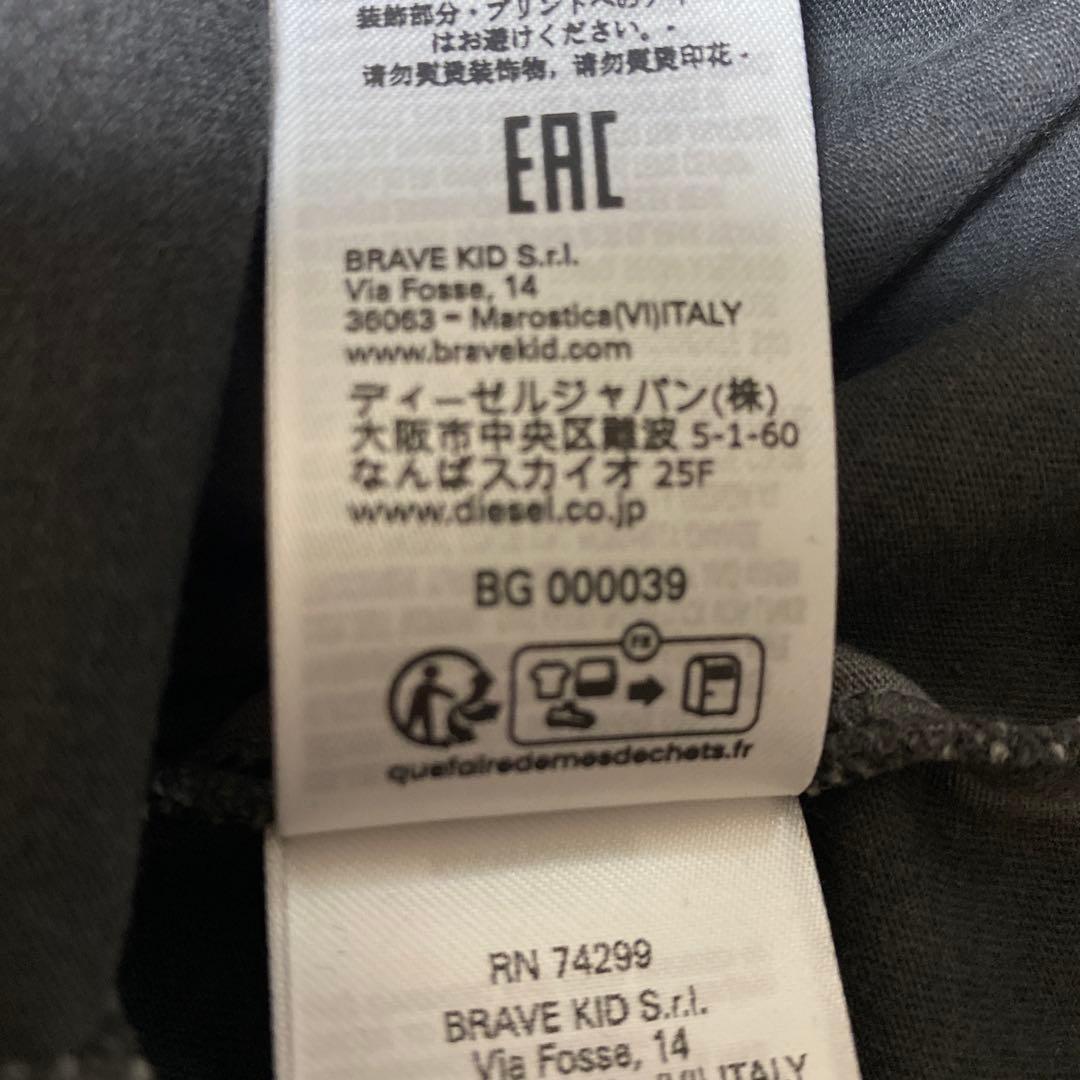 装飾部分・プリントへのアイ
はお避けください。・
请勿熨烫装饰物，请勿熨烫印花・
EAC
BRAVE KID S.r.l.
Via Fosse, 14
36063 - Marostica(VI)ITALY
www.bravekid.com
ディーゼルジャパン(株)
大阪市中央区難波 5-1-60
なんばスカイオ 25F
www.diesel.co.jp
BG 000039
FR
quefairedemesdechets.fr
RN 74299
BRAVE KID S.r.l.
Via Fosse, 14
(VI) ITALY